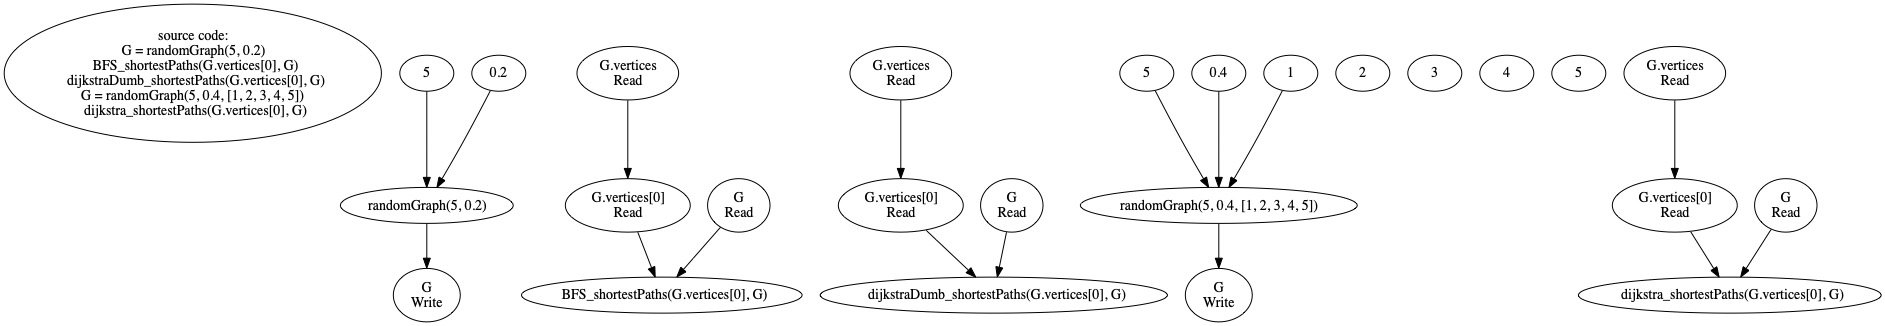 source code:
G = randomGraph(5, 0.2)
BFS_shortestPaths(G.vertices[0], G)
dijkstraDumb_shortestPaths(G.vertices[0], G)
G = randomGraph(5, 0.4, [1, 2, 3, 4, 5])
dijkstra_shortestPaths(G.vertices[0], G)
5
0.2
randomGraph(5, 0.2)
G
Write
G.vertices
Read
G.vertices[0]
Read
G
Read
BFS_shortestPaths(G.vertices[0], G)
G.vertices
Read
G.vertices[0]
Read
G
Read
dijkstraDumb_shortestPaths(G.vertices[0], G)
5
0.4
1
2
3
4
5
randomGraph(5, 0.4, [1, 2, 3, 4, 5])
G
Write
G.vertices
Read
G.vertices[0]
Read
G
Read
dijkstra_shortestPaths(G.vertices[0], G)